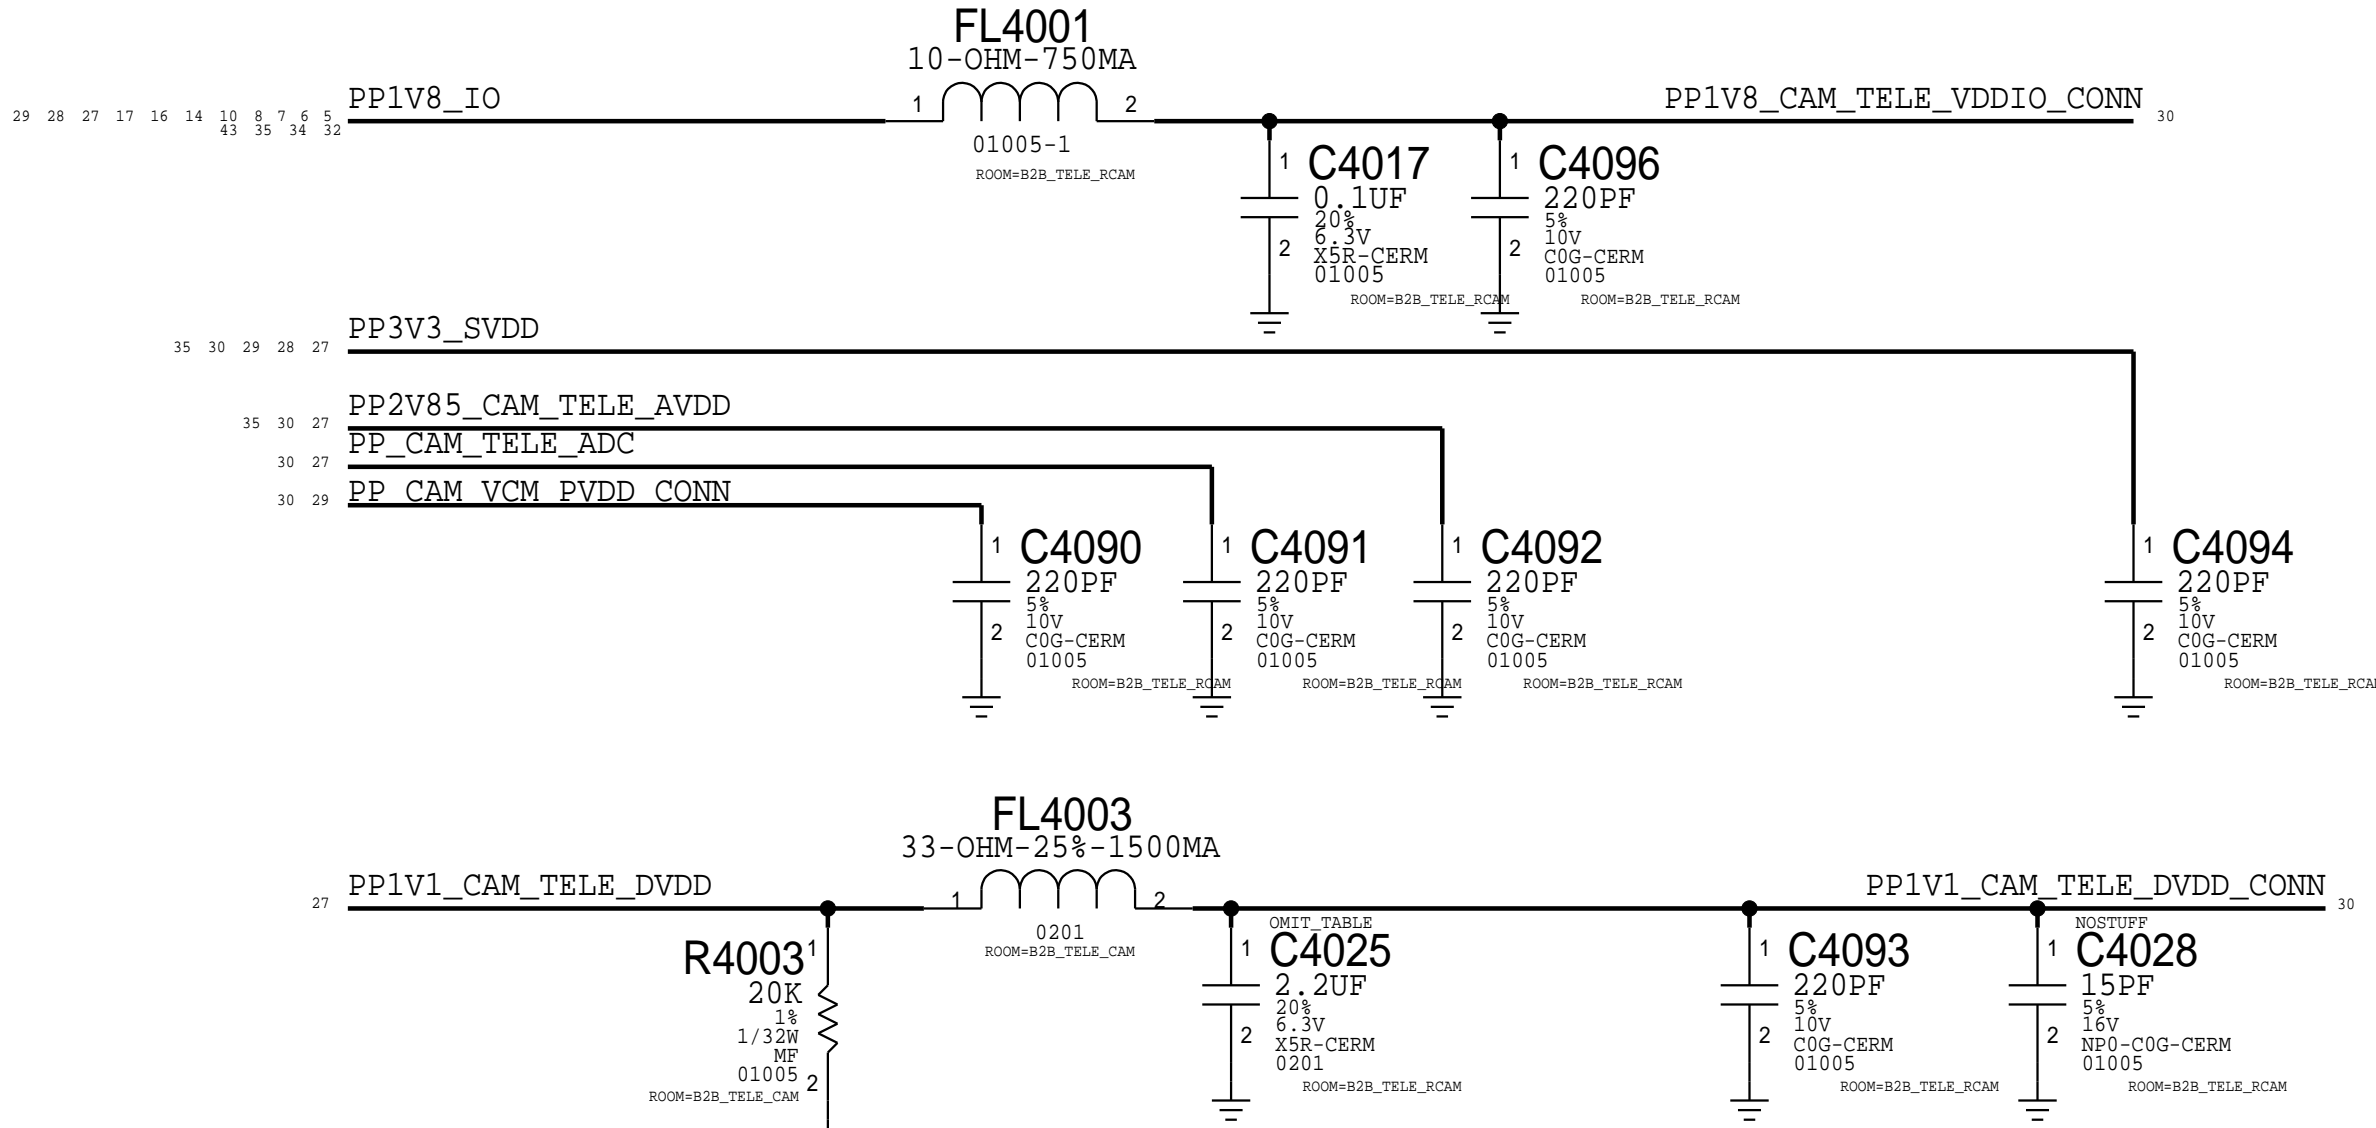 FL4001
10-OHM-750MA
PP1V8_IO
29 28 27 17 16 14 10 8 7 6 5
43 35 34 32
1
2
01005-1
ROOM=B2B_TELE_RCAM
PP1V8_CAM_TELE_VDDIO_CONN
30
1
C4017
0.1UF
20%
6.3V
2
X5R-CERM
01005
ROOM=B2B_TELE_RCAM
1
C4096
220PF
5%
10V
2
C0G-CERM
01005
ROOM=B2B_TELE_RCAM
PP3V3_SVDD
35 30 29 28 27
PP2V85_CAM_TELE_AVDD
35 30 27
PP_CAM_TELE_ADC
30 27
PP_CAM_VCM_PVDD_CONN
30 29
1
C4090
220PF
5%
10V
2
C0G-CERM
01005
ROOM=B2B_TELE_RCAM
1
C4091
220PF
5%
10V
2
C0G-CERM
01005
ROOM=B2B_TELE_RCAM
1
C4092
220PF
5%
10V
2
C0G-CERM
01005
ROOM=B2B_TELE_RCAM
1
C4094
220PF
5%
10V
2
C0G-CERM
01005
ROOM=B2B_TELE_RCAM
FL4003
33-OHM-25%-1500MA
PP1V1_CAM_TELE_DVDD
27
1
2
0201
ROOM=B2B_TELE_CAM
PP1V1_CAM_TELE_DVDD_CONN
30
R4003
1
20K
1%
1/32W
MF
01005
2
ROOM=B2B_TELE_CAM
OMIT_TABLE
1
C4025
2.2UF
20%
6.3V
2
X5R-CERM
0201
ROOM=B2B_TELE_RCAM
1
C4093
220PF
5%
10V
2
C0G-CERM
01005
ROOM=B2B_TELE_RCAM
NOSTUFF
1
C4028
15PF
5%
16V
2
NP0-C0G-CERM
01005
ROOM=B2B_TELE_RCAM